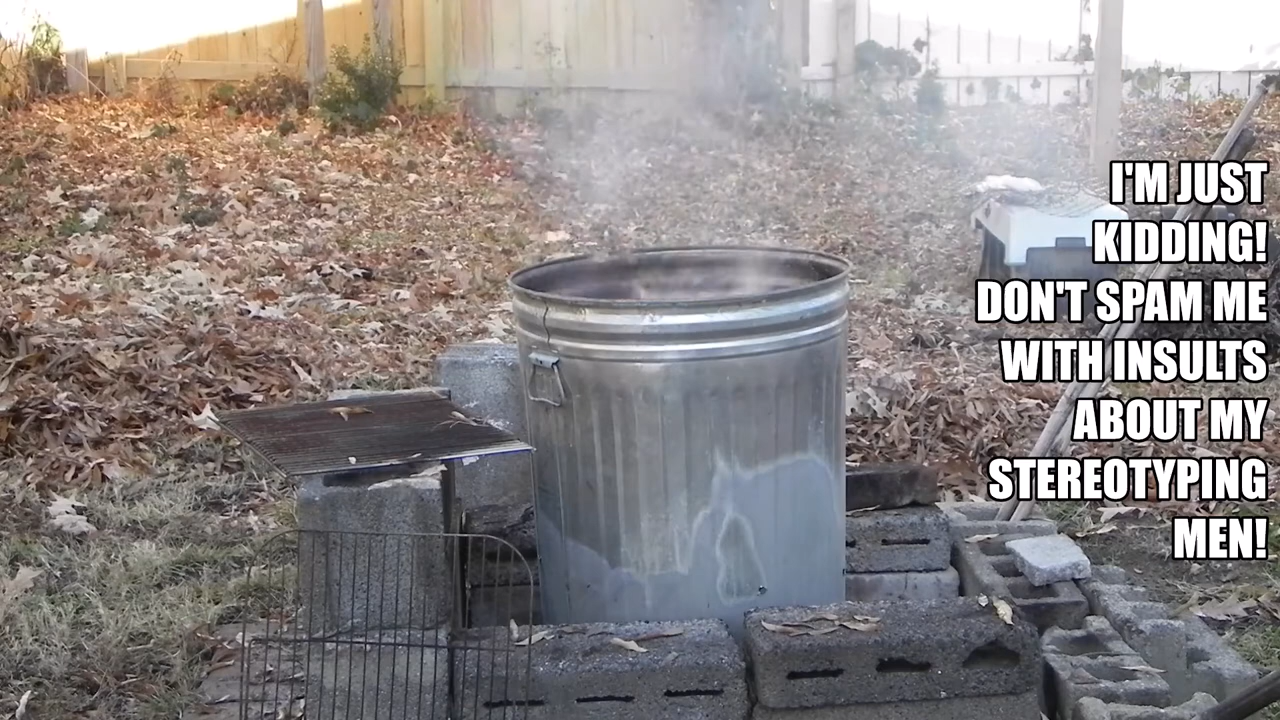 I'M JUST
KIDDING!
DON'T SPAM ME
WITH INSULTS
ABOUT MY
STEREOTYPING
MEN!